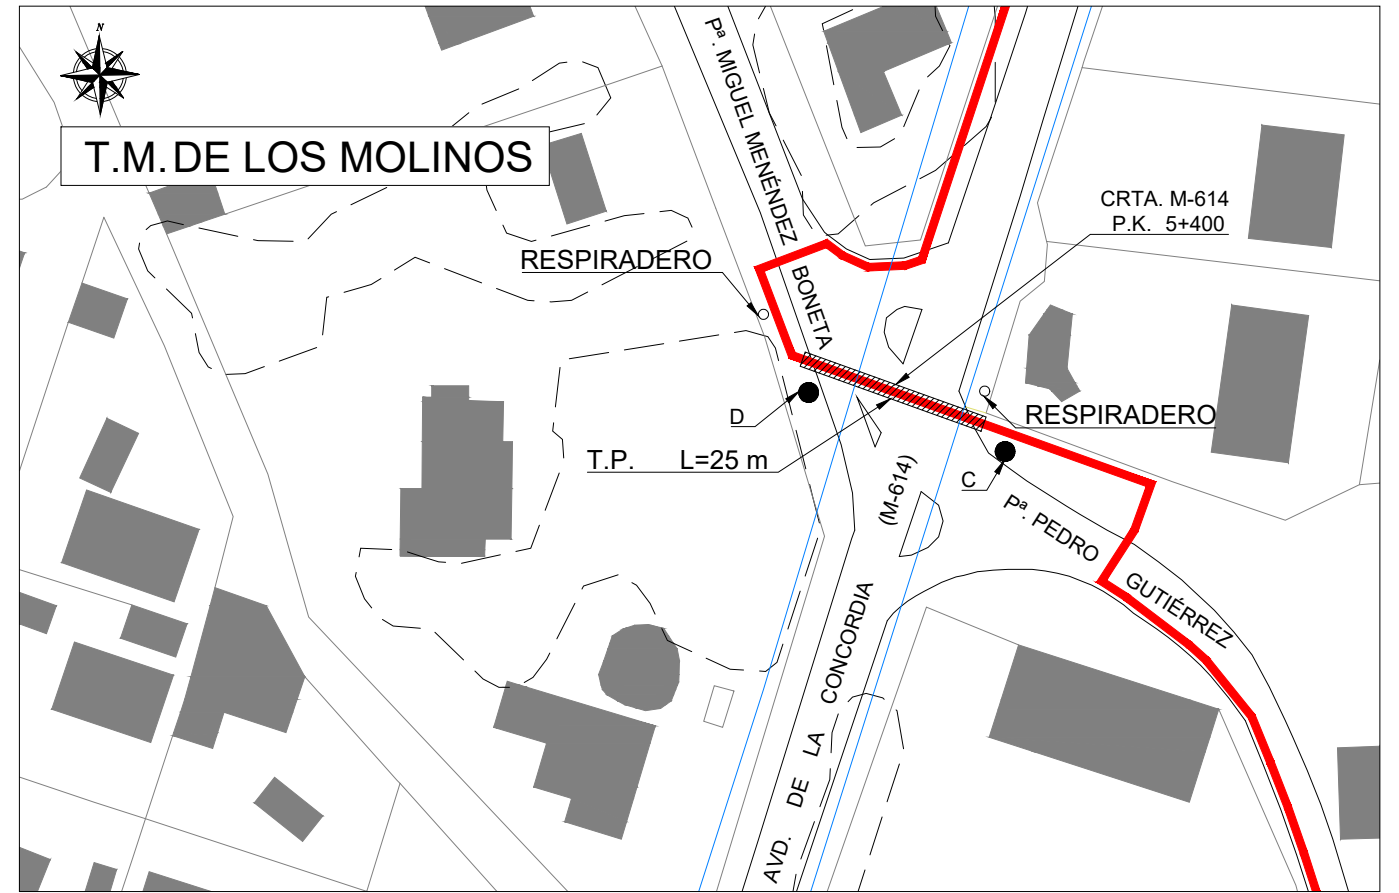 N
T.M. DE LOS MOLINOS
Pª. MIGUEL MENÉNDEZ BONETA
CRTA. M-614
P.K. 5+400
RESPIRADERO
RESPIRADERO
D
T.P. L=25 m
C
(M-614)
Pª. PEDRO GUTIÉRREZ
AVD. DE LA CONCORDIA